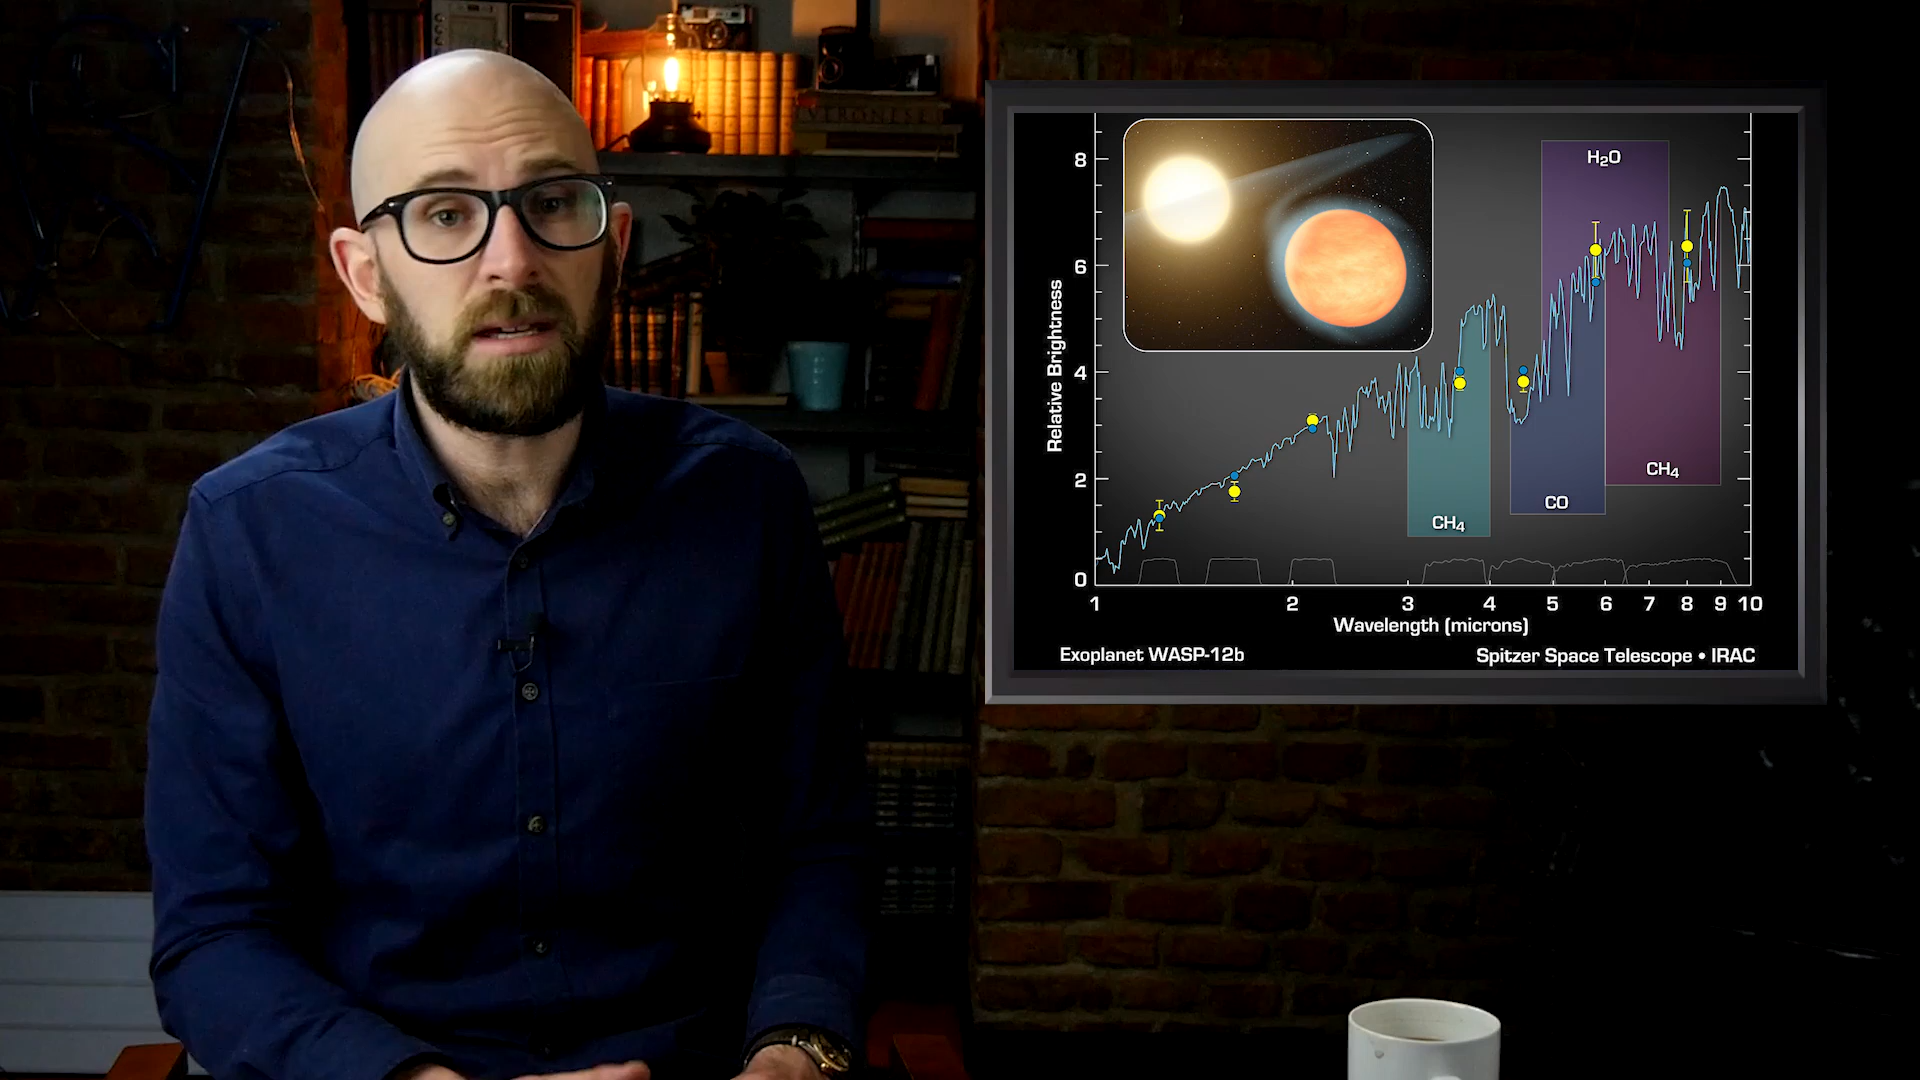 VERONESE
8
6
4
2
0
Relative Brightness
H₂O
CH₄
CO
CH₄
1 2 3 4 5 6 7 8 9 10
Wavelength (microns)
Exoplanet WASP-12b
Spitzer Space Telescope • IRAC